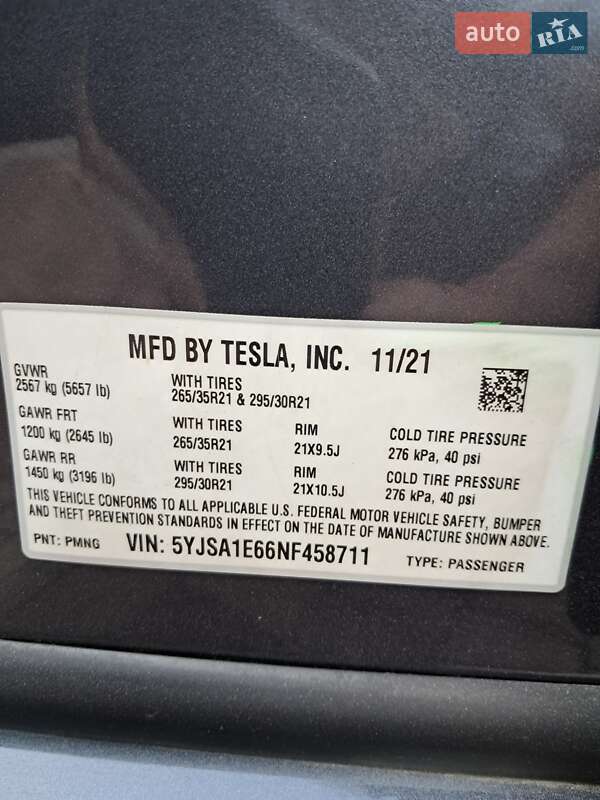 auto RIA .com
MFD BY TESLA, INC. 11/21
GVWR
2567 kg (5657 lb)
WITH TIRES
265/35R21 & 295/30R21
GAWR FRT
1200 kg (2645 lb)
WITH TIRES
265/35R21
RIM
21X9.5J
COLD TIRE PRESSURE
276 kPa, 40 psi
GAWR RR
1450 kg (3196 lb)
WITH TIRES
295/30R21
RIM
21X10.5J
COLD TIRE PRESSURE
276 kPa, 40 psi
THIS VEHICLE CONFORMS TO ALL APPLICABLE U.S. FEDERAL MOTOR VEHICLE SAFETY, BUMPER
AND THEFT PREVENTION STANDARDS IN EFFECT ON THE DATE OF MANUFACTURE SHOWN ABOVE.
PNT: PMNG VIN: 5YJSA1E66NF458711 TYPE: PASSENGER